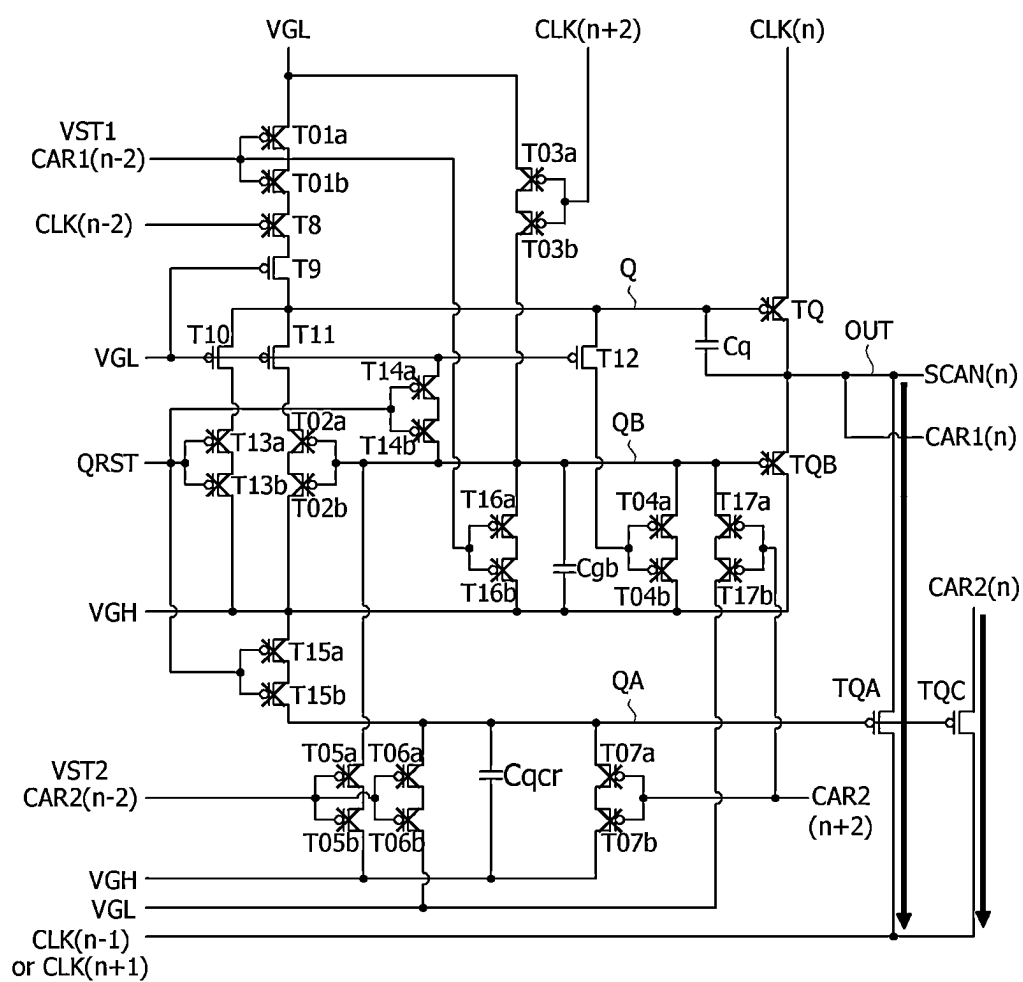 VGL
CLK(n+2)
CLK(n)
VST1
CAR1(n-2)
T01a
T01b
T03a
T03b
CLK(n-2)
T8
T9
Q
TQ
T10
T11
VGL
T12
Cq
OUT
SCAN(n)
CAR1(n)
T14a
T14b
T02a
T13a
QRST
T13b
T02b
QB
TQB
T16a
T16b
Cgb
T04a
T04b
T17a
T17b
VGH
CAR2(n)
T15a
T15b
QA
TQA
TQC
VST2
CAR2(n-2)
T05a
T06a
T05b
T06b
Cqcr
T07a
T07b
CAR2
(n+2)
VGH
VGL
CLK(n-1)
or CLK(n+1)